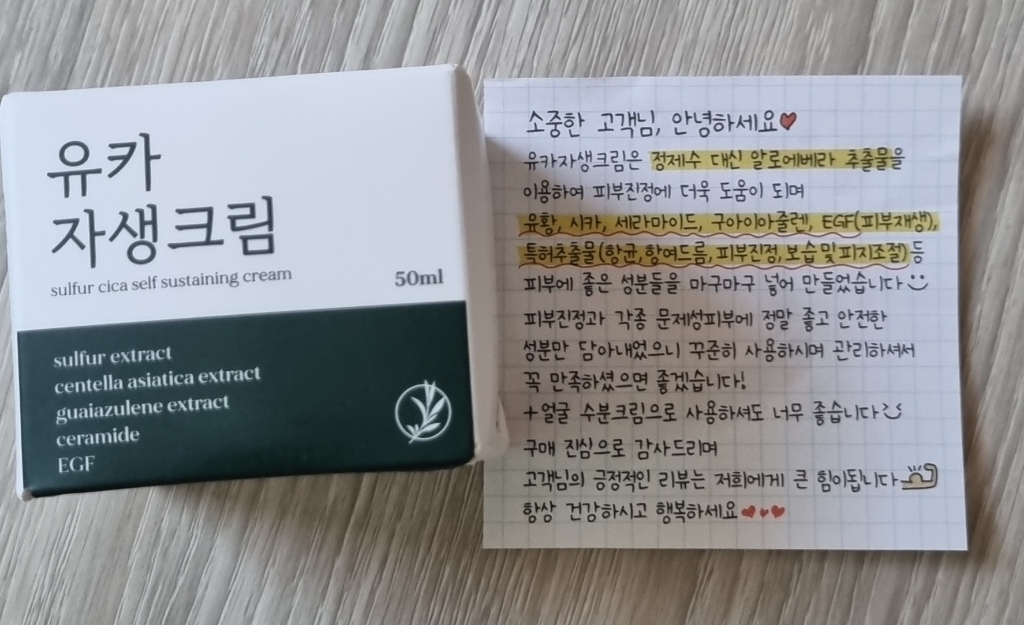 유카
자생크림
sulfur cica self sustaining cream
50ml
sulfur extract
centella asiatica extract
guaiazulene extract
ceramide
EGF
소중한 고객님, 안녕하세요
유카자생크림은 정제수 대신 알로에베라 추출물을
이용하여 피부진정에 더욱 도움이 되며
유황, 시카, 세라마이드, 구아이아줄렌, EGF(피부재생),
특허추출물(항균,항여드름,피부진정,보습및피지조절)등
피부에 좋은 성분들을 마구마구 넣어 만들었습니다
피부진정과 각종 문제성피부에 정말 좋고 안전한
성분만 담아내었으니 꾸준히 사용하시며 관리하셔서
꼭 만족하셨으면 좋겠습니다!
+얼굴 수분크림으로 사용하셔도 너무 좋습니다
구매 진심으로 감사드리며
고객님의 긍정적인 리뷰는 저희에게 큰 힘이됩니다
항상 건강하시고 행복하세요